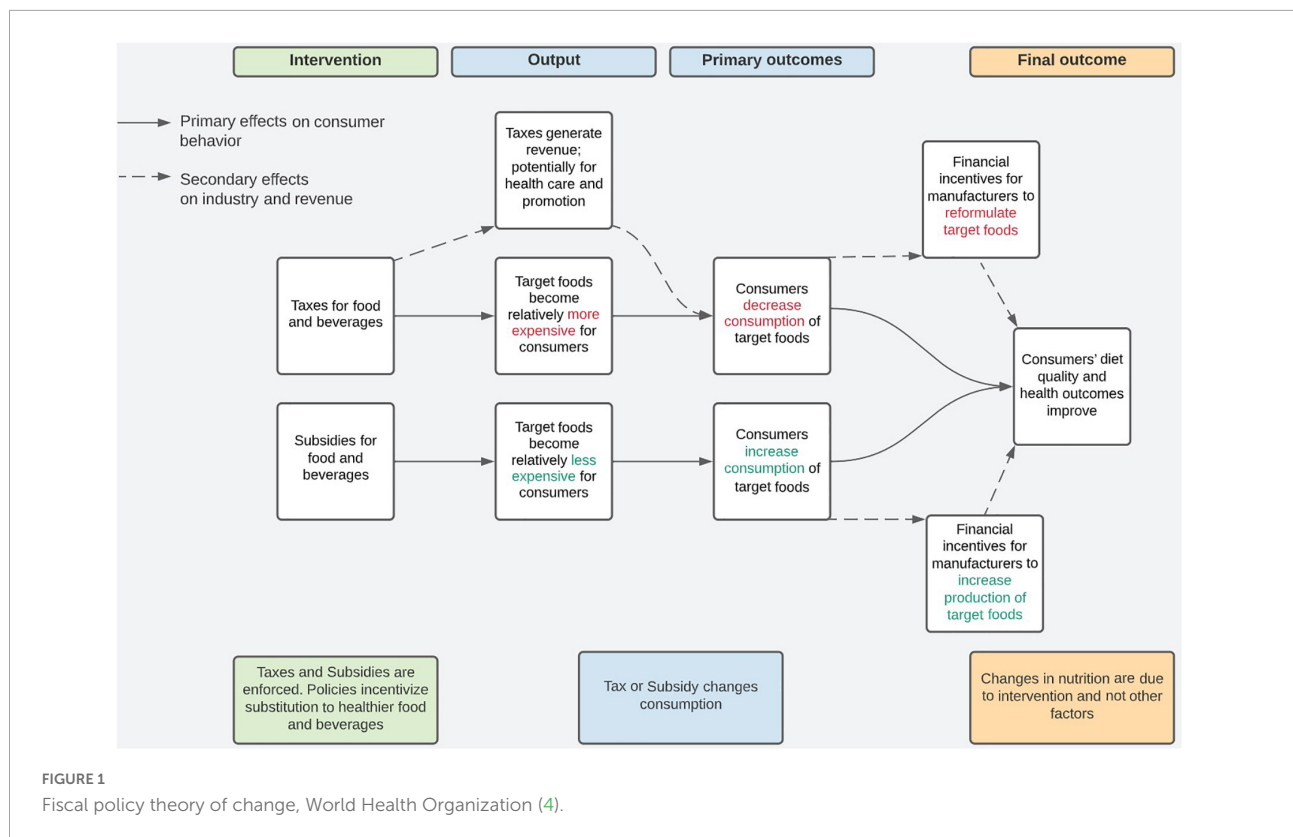 Intervention
Output
Primary outcomes
Final outcome
Primary effects on consumer
behavior
Secondary effects
on industry and revenue
Taxes generate
revenue;
potentially for
health care and
promotion
Financial
incentives for
manufacturers to
reformulate
target foods
Taxes for food
and beverages
Target foods
become
relatively more
expensive for
consumers
Consumers
decrease
consumption of
target foods
Consumers’ diet
quality and
health outcomes
improve
Subsidies for
food and
beverages
Target foods
become
relatively less
expensive for
consumers
Consumers
increase
consumption of
target foods
Financial
incentives for
manufacturers to
increase
production of
target foods
Taxes and Subsidies are
enforced. Policies incentivize
substitution to healthier food
and beverages
Tax or Subsidy changes
consumption
Changes in nutrition are due
to intervention and not other
factors
FIGURE 1
Fiscal policy theory of change, World Health Organization (4).